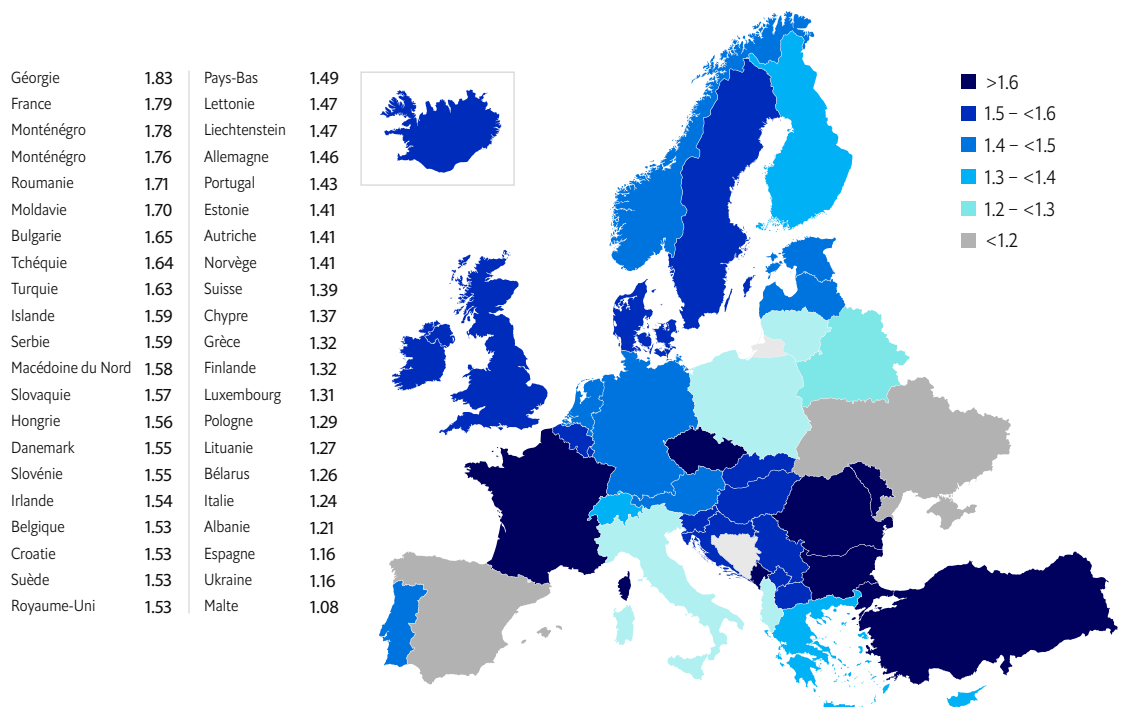 Géorgie 1.83
France 1.79
Monténégro 1.78
Monténégro 1.76
Roumanie 1.71
Moldavie 1.70
Bulgarie 1.65
Tchéquie 1.64
Turquie 1.63
Islande 1.59
Serbie 1.59
Macédoine du Nord 1.58
Slovaquie 1.57
Hongrie 1.56
Danemark 1.55
Slovénie 1.55
Irlande 1.54
Belgique 1.53
Croatie 1.53
Suède 1.53
Royaume-Uni 1.53
Pays-Bas 1.49
Lettonie 1.47
Liechtenstein 1.47
Allemagne 1.46
Portugal 1.43
Estonie 1.41
Autriche 1.41
Norvège 1.41
Suisse 1.39
Chypre 1.37
Grèce 1.32
Finlande 1.32
Luxembourg 1.31
Pologne 1.29
Lituanie 1.27
Bélarus 1.26
Italie 1.24
Albanie 1.21
Espagne 1.16
Ukraine 1.16
Malte 1.08
>1.6
1.5 – <1.6
1.4 – <1.5
1.3 – <1.4
1.2 – <1.3
<1.2